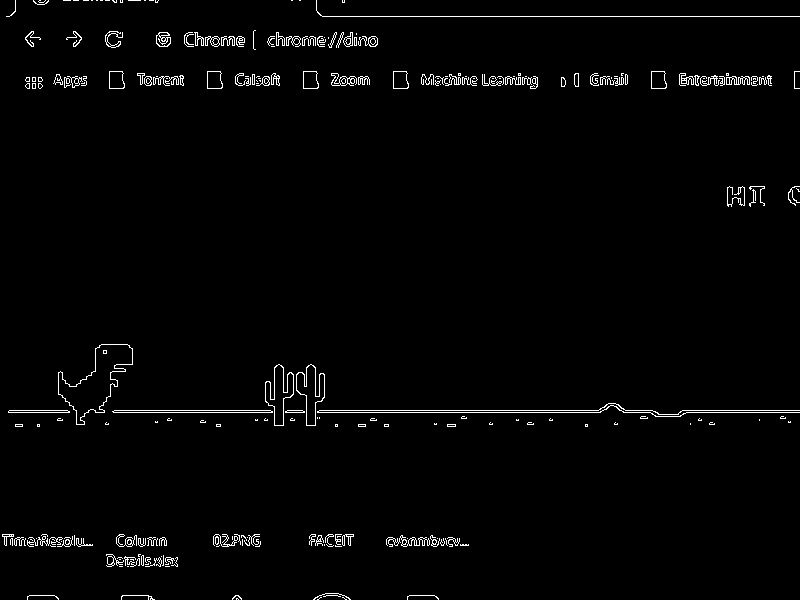 Chrome | chrome://dino
Apps Torrent Calsoft Zoom Machine Learning Gmail Entertainment
HI
TimerResolu... Column 02.PNG FACEIT cvbnmbvcv...
Details.xlsx